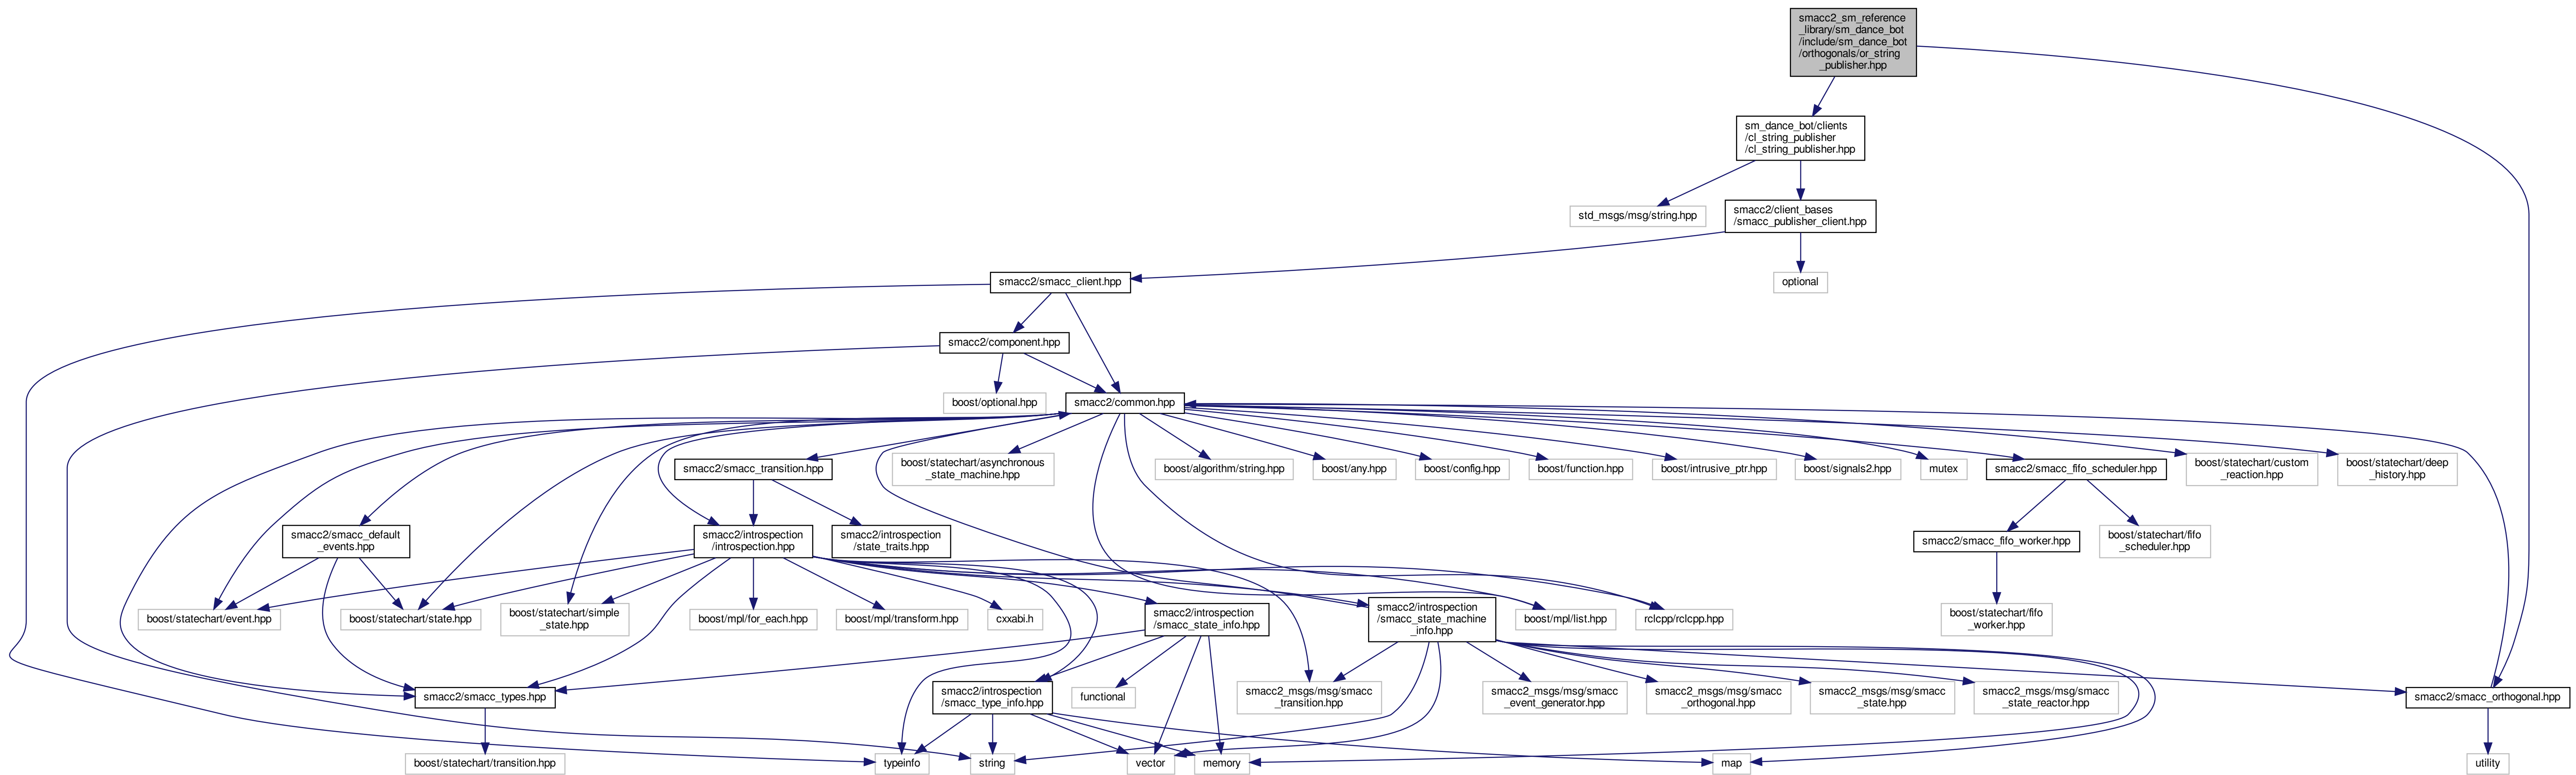 smacc2_sm_reference
_library/sm_dance_bot
/include/sm_dance_bot
/orthogonals/or_string
_publisher.hpp
sm_dance_bot/clients
/cl_string_publisher
/cl_string_publisher.hpp
std_msgs/msg/string.hpp
smacc2/client_bases
/smacc_publisher_client.hpp
smacc2/smacc_client.hpp
optional
smacc2/component.hpp
boost/optional.hpp
smacc2/common.hpp
smacc2/smacc_transition.hpp
boost/statechart/asynchronous
_state_machine.hpp
boost/algorithm/string.hpp
boost/any.hpp
boost/config.hpp
boost/function.hpp
boost/intrusive_ptr.hpp
boost/signals2.hpp
mutex
smacc2/smacc_fifo_scheduler.hpp
boost/statechart/custom
_reaction.hpp
boost/statechart/deep
_history.hpp
smacc2/smacc_default
_events.hpp
smacc2/introspection
/introspection.hpp
smacc2/introspection
/state_traits.hpp
smacc2/smacc_fifo_worker.hpp
boost/statechart/fifo
_scheduler.hpp
boost/statechart/event.hpp
boost/statechart/state.hpp
boost/statechart/simple
_state.hpp
boost/mpl/for_each.hpp
boost/mpl/transform.hpp
cxxabi.h
smacc2/introspection
/smacc_state_info.hpp
smacc2/introspection
/smacc_state_machine
_info.hpp
boost/mpl/list.hpp
rclcpp/rclcpp.hpp
boost/statechart/fifo
_worker.hpp
smacc2/smacc_types.hpp
smacc2/introspection
/smacc_type_info.hpp
functional
smacc2_msgs/msg/smacc
_transition.hpp
smacc2_msgs/msg/smacc
_event_generator.hpp
smacc2_msgs/msg/smacc
_orthogonal.hpp
smacc2_msgs/msg/smacc
_state.hpp
smacc2_msgs/msg/smacc
_state_reactor.hpp
smacc2/smacc_orthogonal.hpp
boost/statechart/transition.hpp
typeinfo
string
vector
memory
map
utility